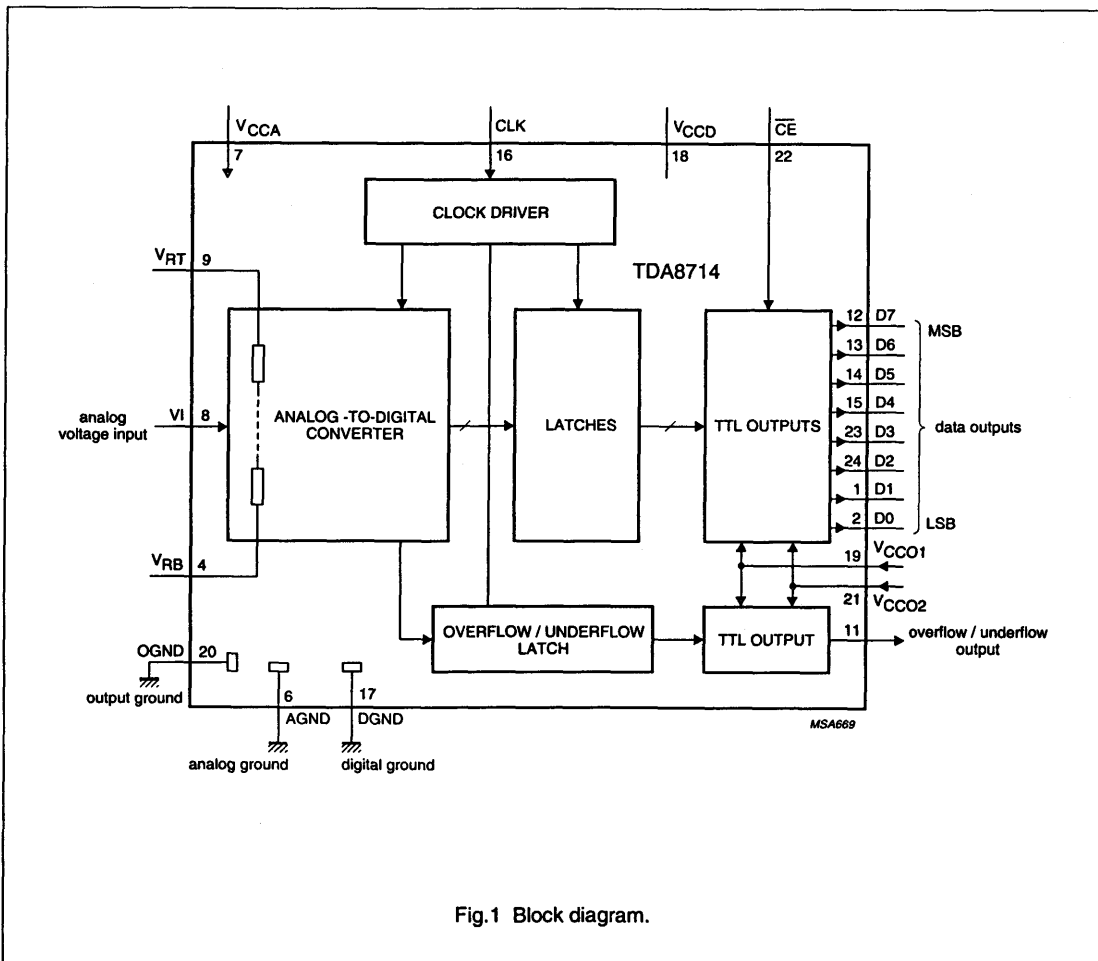 VCCA
7
CLK
16
VCCD
18
CE
22
CLOCK DRIVER
TDA8714
VRT 9
VI 8
analog
voltage input
VRB 4
ANALOG -TO-DIGITAL
CONVERTER
LATCHES
TTL OUTPUTS
12 D7
MSB
13 D6
14 D5
15 D4
23 D3
data outputs
24 D2
1 D1
2 D0
LSB
19 VCCO1
21 VCCO2
OVERFLOW / UNDERFLOW
LATCH
TTL OUTPUT
11
overflow / underflow
output
OGND 20
output ground
6
AGND
analog ground
17
DGND
digital ground
MSA669
Fig.1 Block diagram.